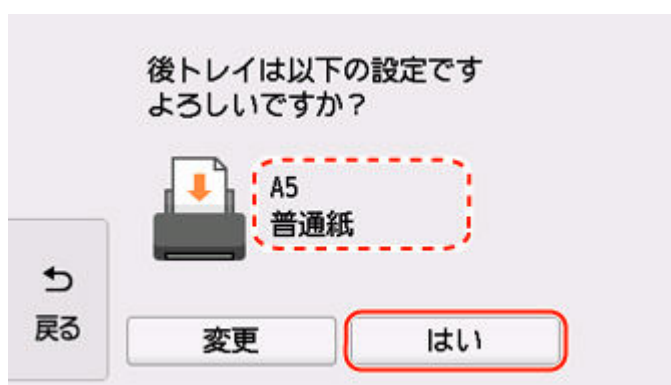 後トレイは以下の設定です
よろしいですか？
A5
普通紙
戻る
変更
はい